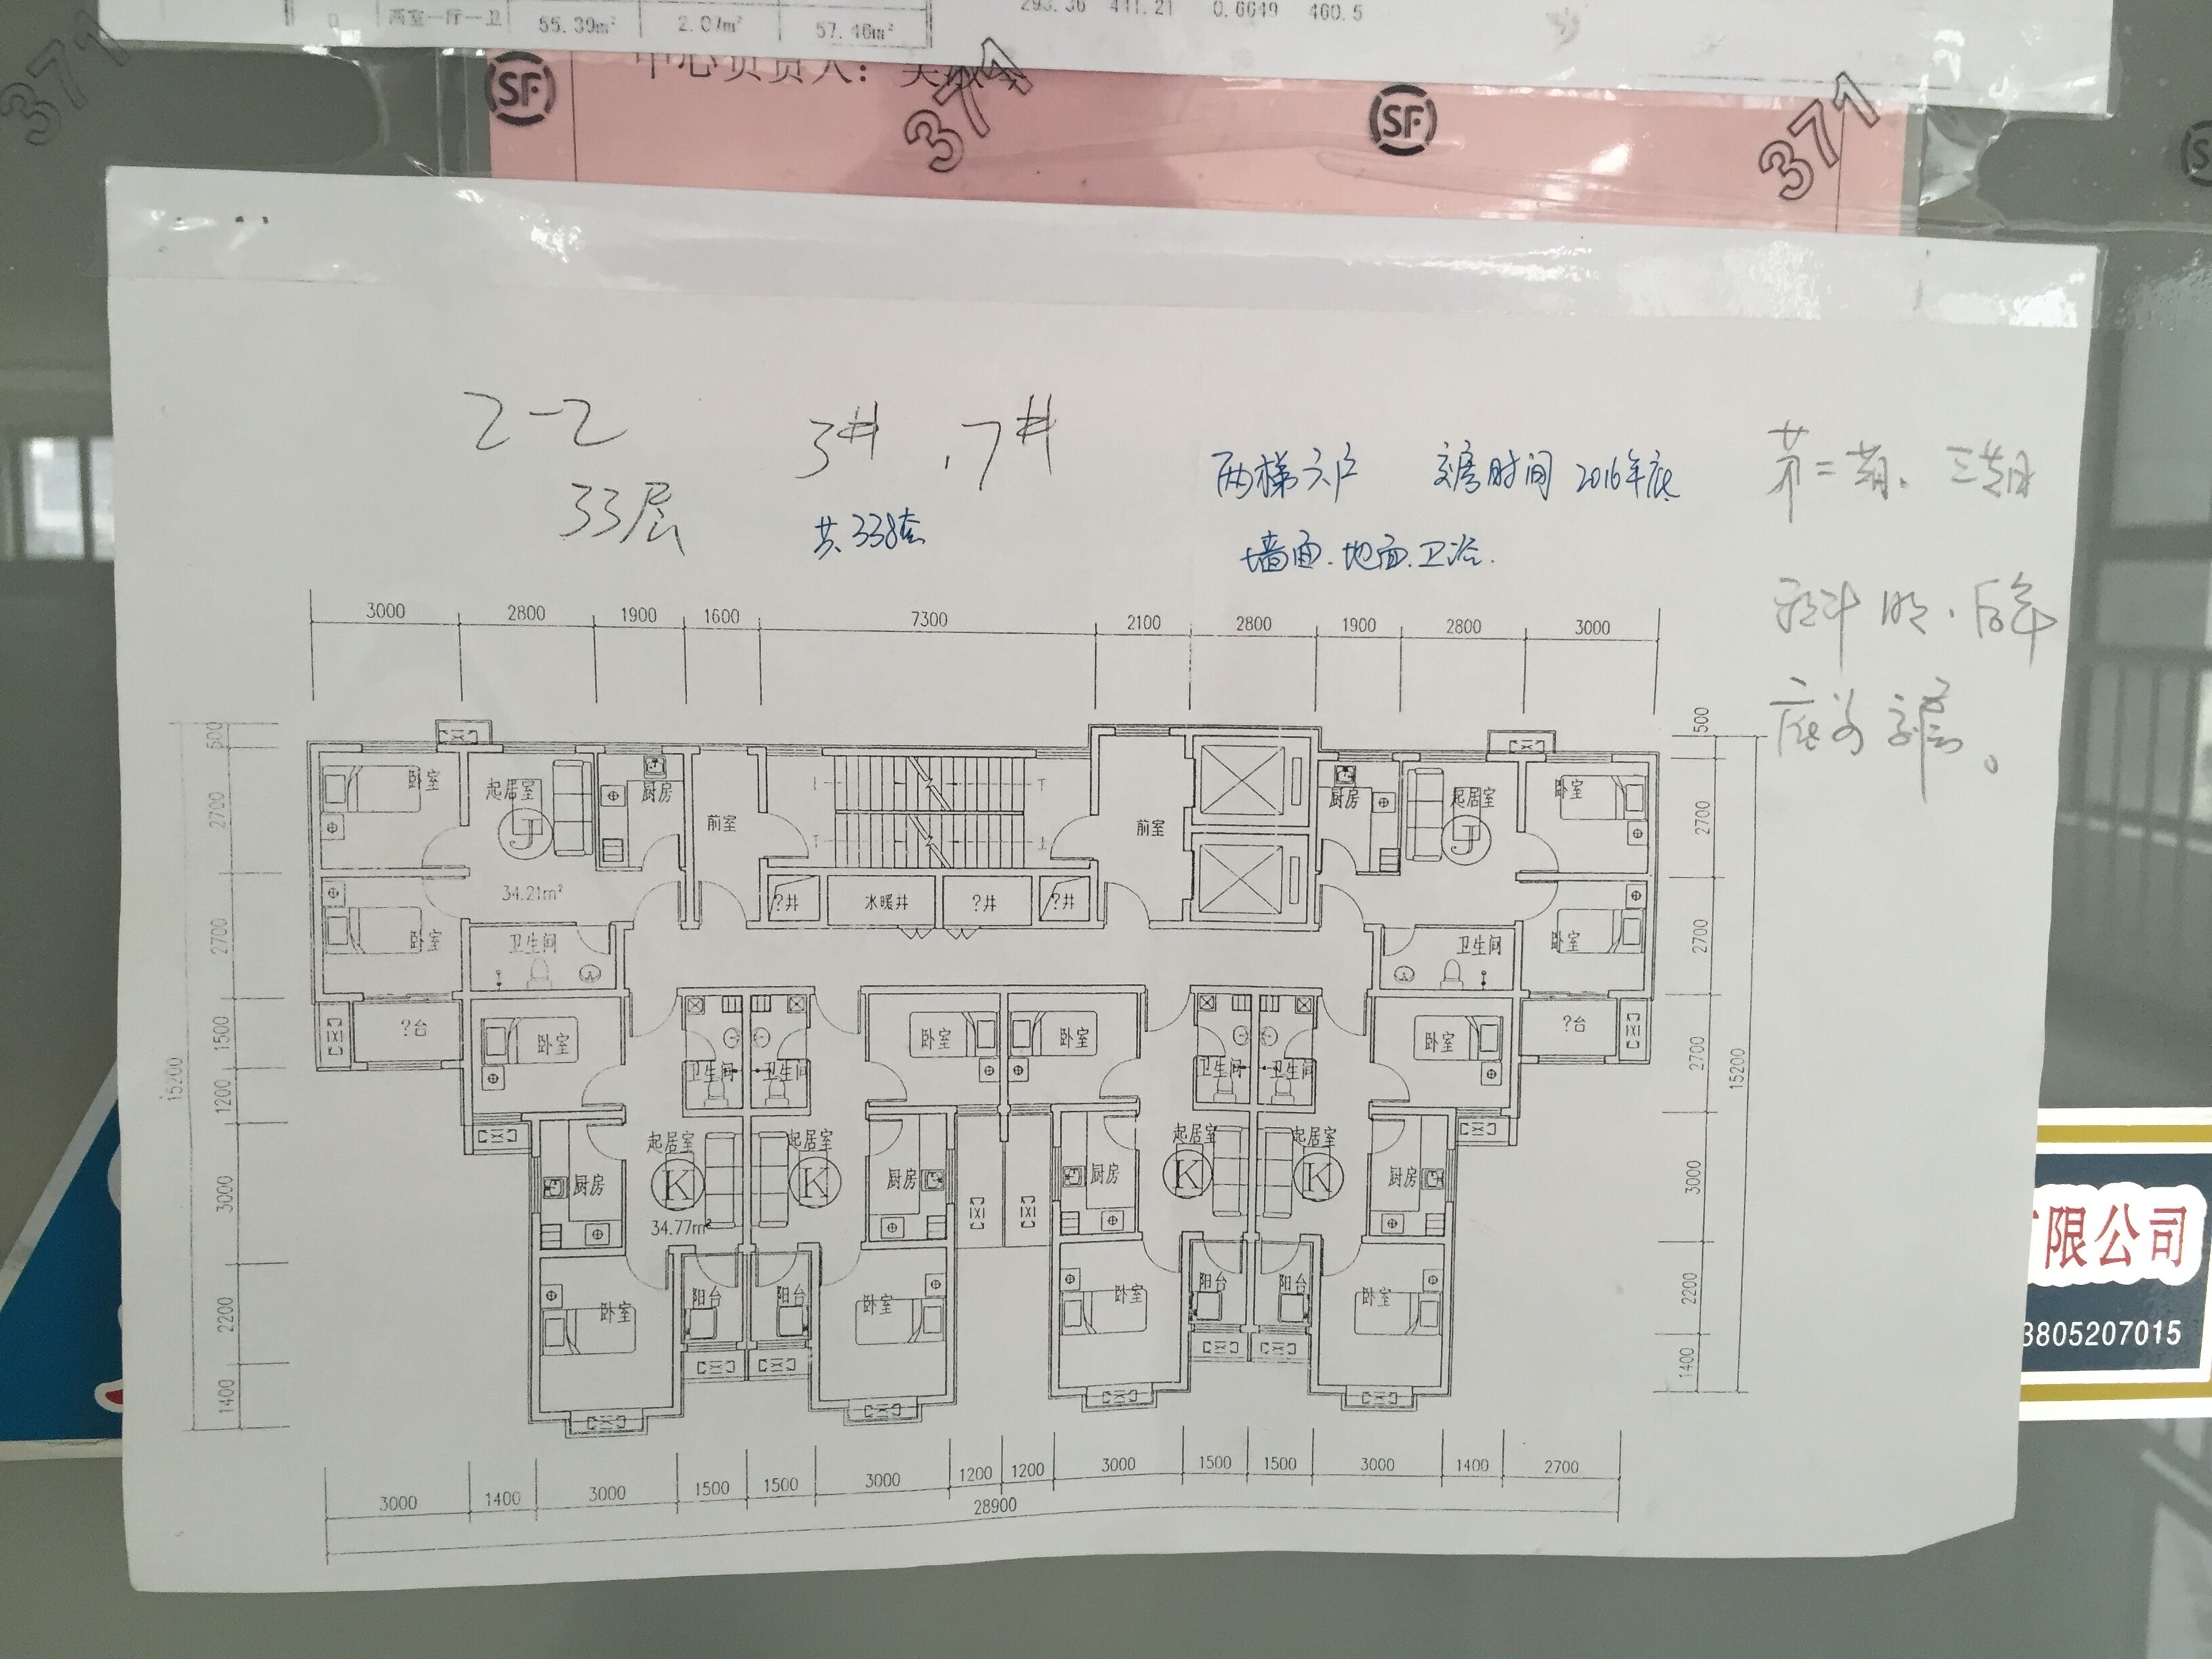 两室一厅一卫 55.39m² 57.46m²
293.36 441.21 0.6649 460.5
371 SF 中心负责人： 371 SF 371
2-2 3#.7#
33层 共338套
两梯六户 交房时间 2016年底
墙面.地面.卫浴.
第二期、三期
预计明.后年
底前交房。
3000 2800 1900 1600 7300 2100 2800 1900 2800 3000
500 2700 2700 1500 1200 3000 2200 1400
15200
卧室 起居室 厨房 前室 前室 厨房 起居室 卧室
J J
34.21m²
?井 水暖井 ?井 ?井
卧室 卫生间 卫生间 卧室
?台 卧室 卧室 卧室 卧室 ?台
卫生间 卫生间 卫生间 卫生间
起居室 起居室 起居室 起居室
厨房 K K 厨房 厨房 K K 厨房
34.77m²
卧室 阳台 阳台 卧室 卧室 阳台 阳台 卧室
500 2700 2700 2700 3000 2200 1400
15200
3000 1400 3000 1500 1500 3000 1200 1200 3000 1500 1500 3000 1400 2700
28900
限公司
3805207015